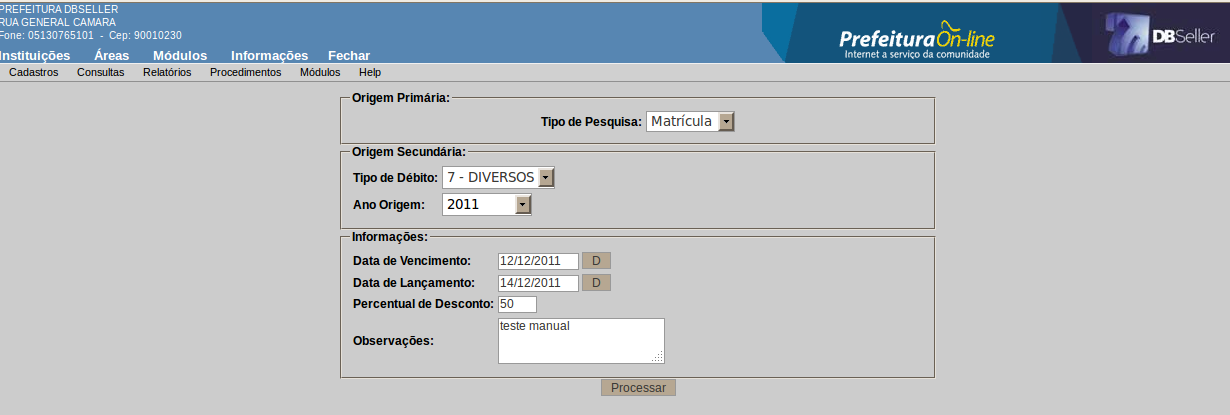 PREFEITURA DBSELLER
RUA GENERAL CAMARA
Fone: 05130765101 - Cep: 90010230
Instituições Áreas Módulos Informações Fechar
PrefeituraOn-line
Internet a serviço da comunidade
DBSeller
Cadastros Consultas Relatórios Procedimentos Módulos Help
Origem Primária:
Tipo de Pesquisa: Matrícula
Origem Secundária:
Tipo de Débito: 7 - DIVERSOS
Ano Origem: 2011
Informações:
Data de Vencimento: 12/12/2011 D
Data de Lançamento: 14/12/2011 D
Percentual de Desconto: 50
Observações: teste manual
Processar